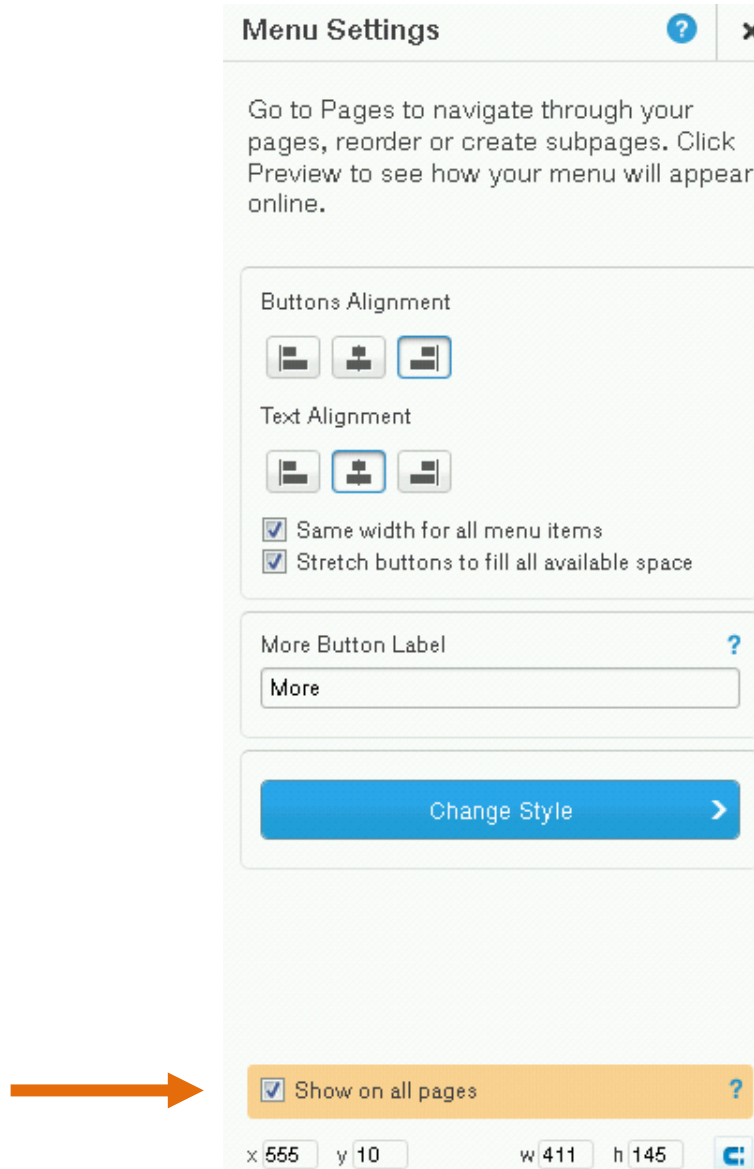 Menu Settings ? x
Go to Pages to navigate through your
pages, reorder or create subpages. Click
Preview to see how your menu will appear
online.
Buttons Alignment
Text Alignment
Same width for all menu items
Stretch buttons to fill all available space
More Button Label ?
More
Change Style
Show on all pages ?
x 555 y 10 w 411 h 145